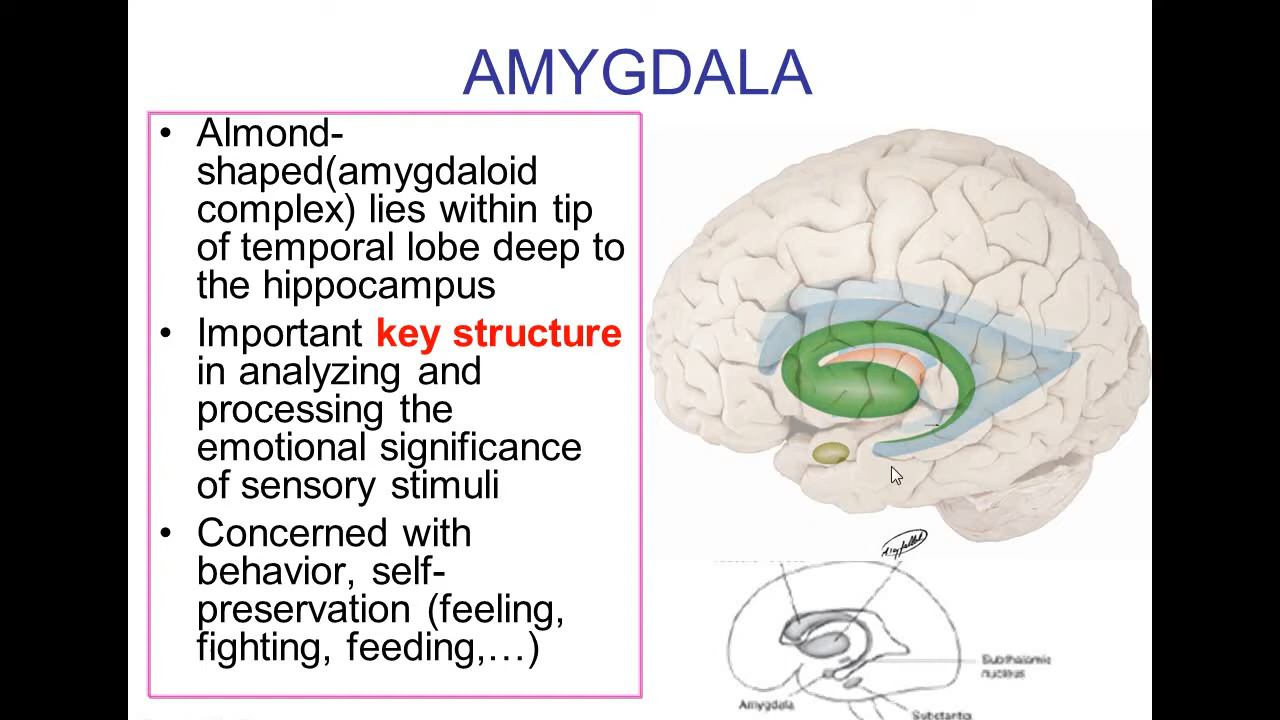 AMYGDALA
• Almond-
shaped(amygdaloid
complex) lies within tip
of temporal lobe deep to
the hippocampus
• Important key structure
in analyzing and
processing the
emotional significance
of sensory stimuli
• Concerned with
behavior, self-
preservation (feeling,
fighting, feeding,…)
Subthalamic
nucleus
Amygdala
Substantia